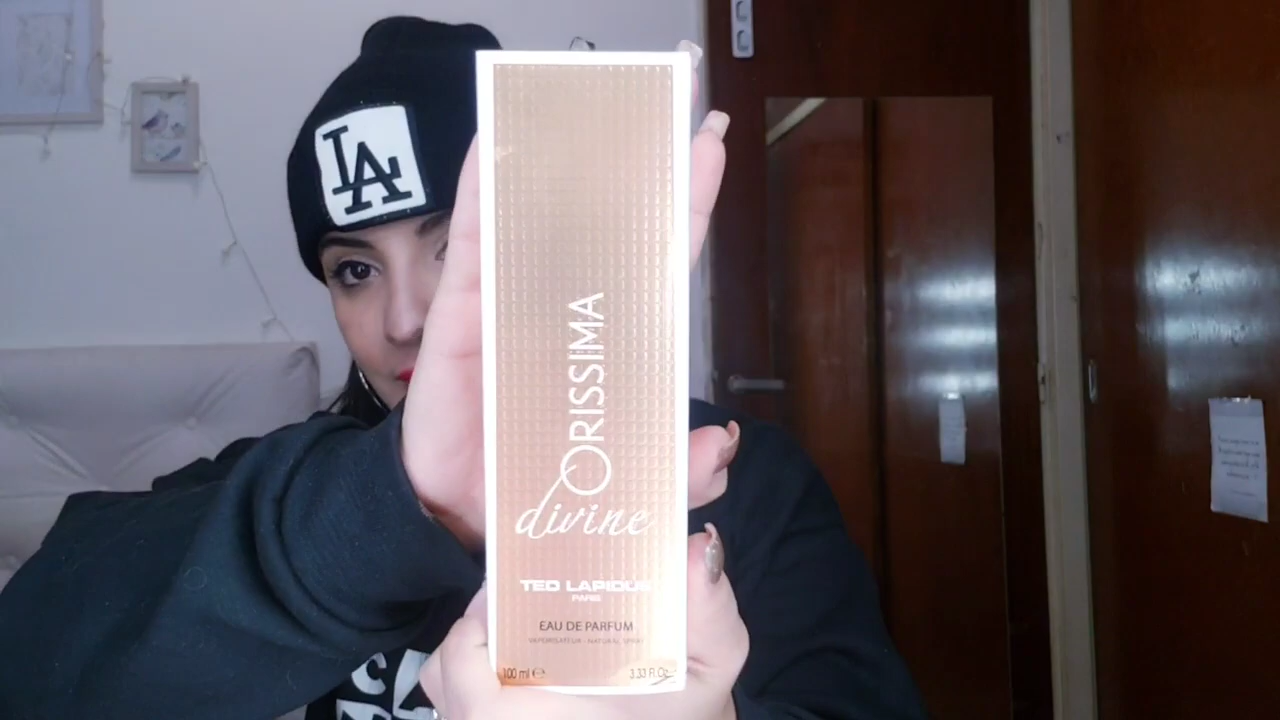 LA
ORISSIMA
divine
TED LAPIDUS
PARIS
EAU DE PARFUM
VAPORISATEUR - NATURAL SPRAY
100 ml ℮
3.33 Fl.Oz.